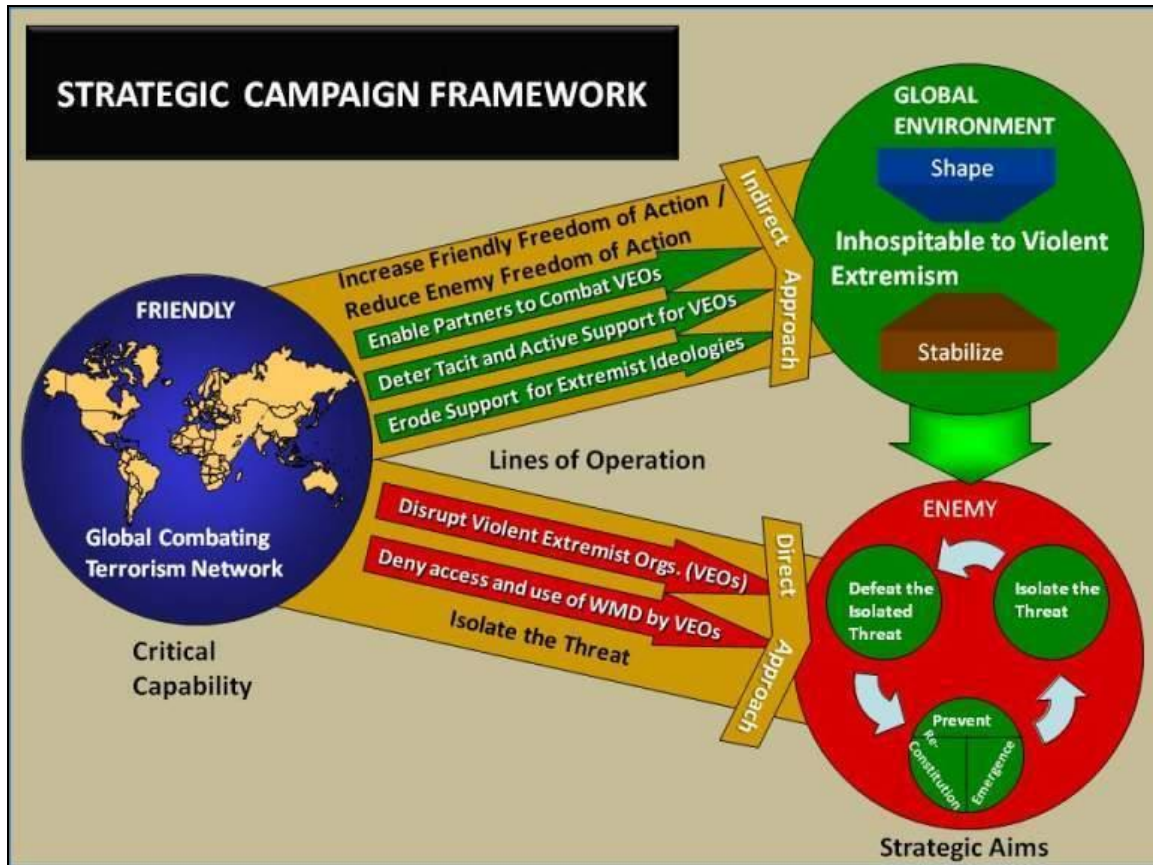 STRATEGIC CAMPAIGN FRAMEWORK
GLOBAL
ENVIRONMENT
Shape
Inhospitable to Violent
Extremism
Stabilize
Indirect
Approach
Increase Friendly Freedom of Action /
Reduce Enemy Freedom of Action
Enable Partners to Combat VEOs
Deter Tacit and Active Support for VEOs
Erode Support for Extremist Ideologies
FRIENDLY
Global Combating
Terrorism Network
Critical
Capability
Lines of Operation
Disrupt Violent Extremist Orgs. (VEOs)
Deny access and use of WMD by VEOs
Isolate the Threat
Direct
Approach
ENEMY
Defeat the
Isolated
Threat
Isolate the
Threat
Prevent
Re-
Constitution
Emergence
Strategic Aims